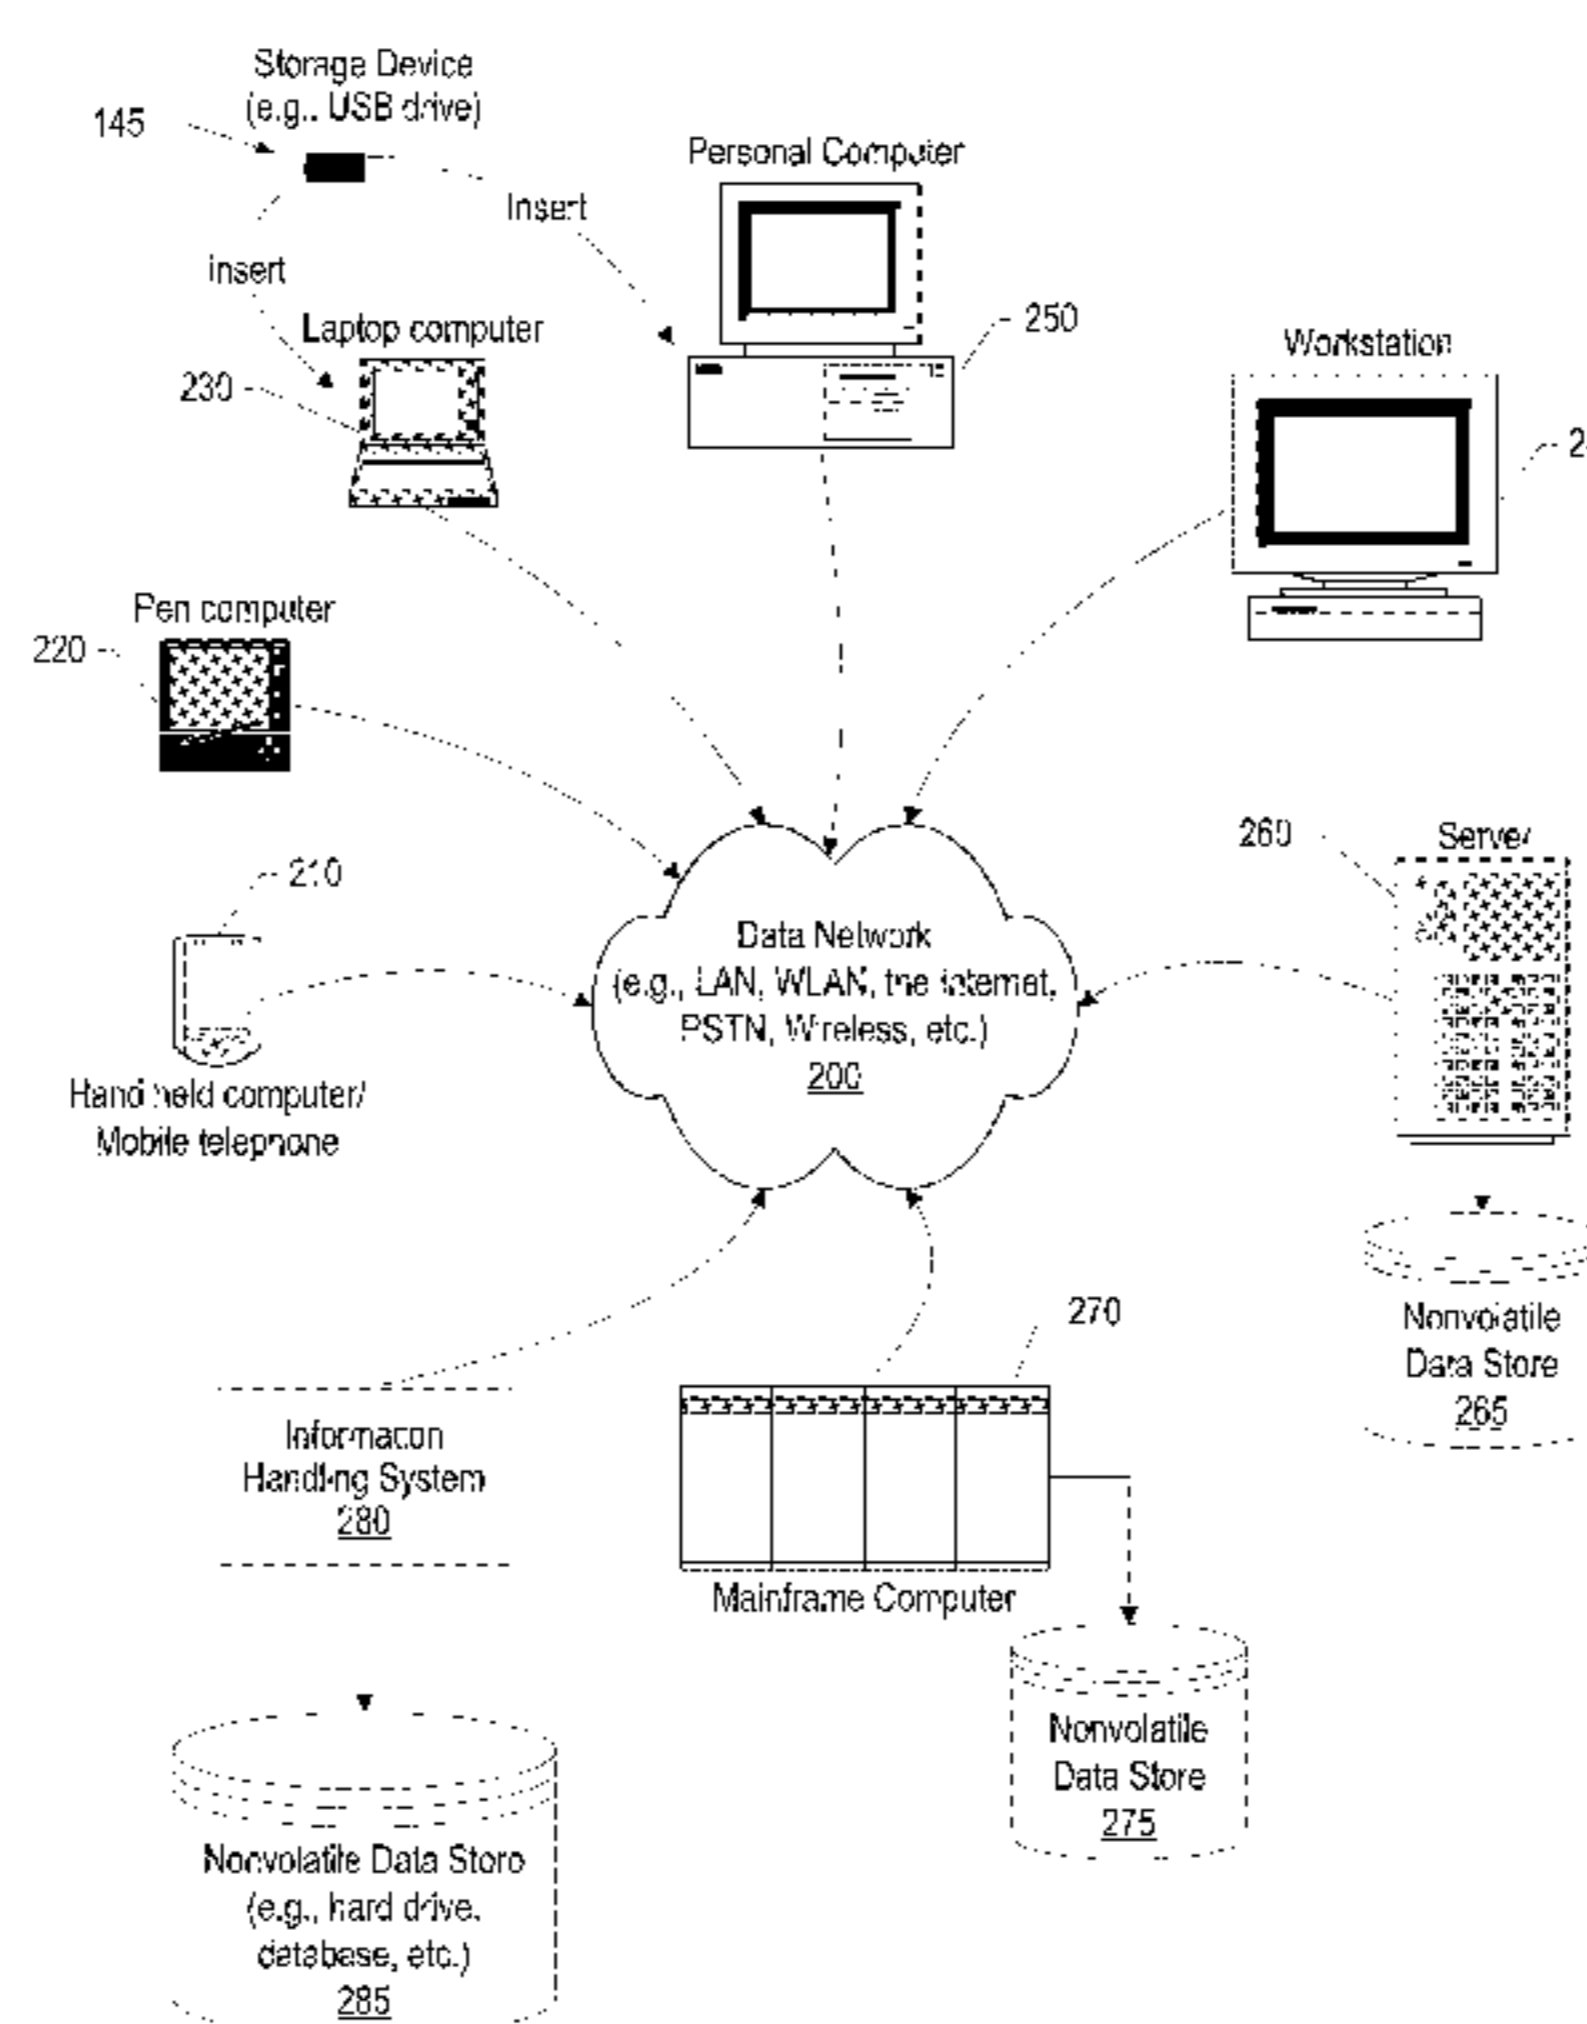 Storage Device
(e.g., USB drive)
145
Personal Computer
Insert
insert
250
Laptop computer
Workstation
230
Pen computer
220
260
Server
210
Data Network
(e.g., LAN, WLAN, the internet,
PSTN, Wireless, etc.)
200
Hand held computer/
Mobile telephone
270
Nonvolatile
Data Store
265
Information
Handling System
280
Mainframe Computer
Nonvolatile
Data Store
275
Nonvolatile Data Store
(e.g., hard drive,
database, etc.)
285